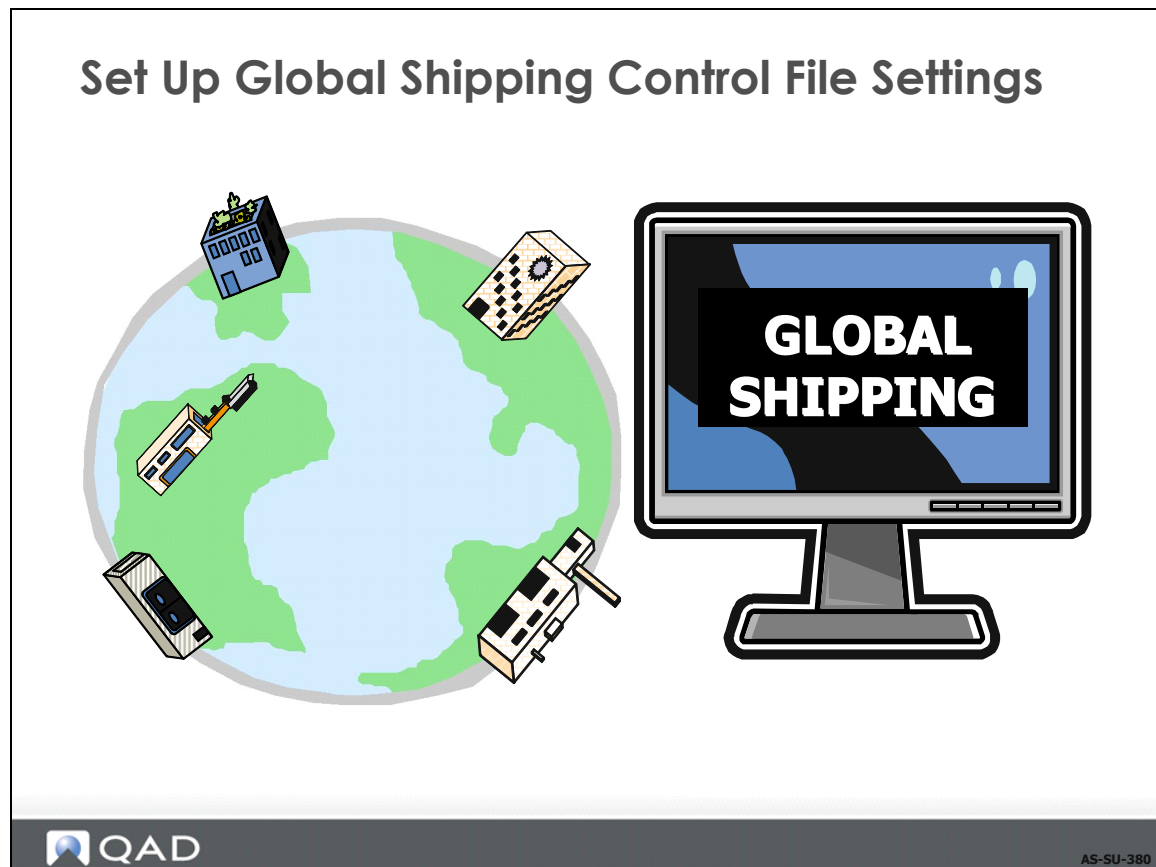 Set Up Global Shipping Control File Settings
GLOBAL
SHIPPING
QAD
AS-SU-380